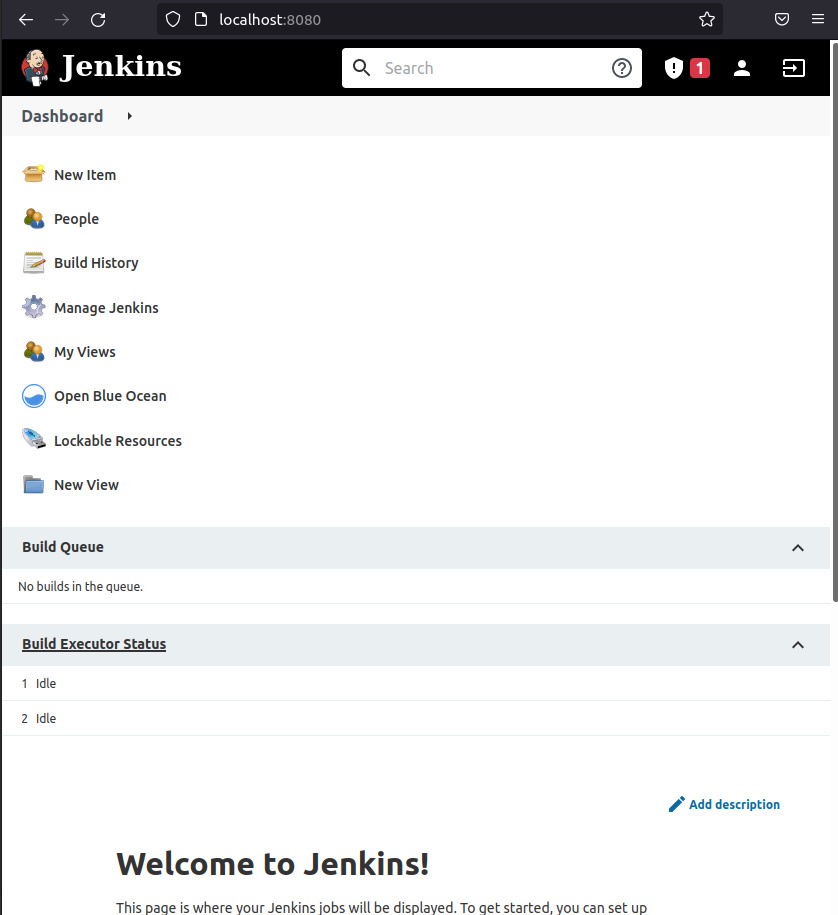 localhost:8080
Jenkins
Search
1
Dashboard
New Item
People
Build History
Manage Jenkins
My Views
Open Blue Ocean
Lockable Resources
New View
Build Queue
No builds in the queue.
Build Executor Status
1 Idle
2 Idle
Add description
Welcome to Jenkins!
This page is where your Jenkins jobs will be displayed. To get started, you can set up